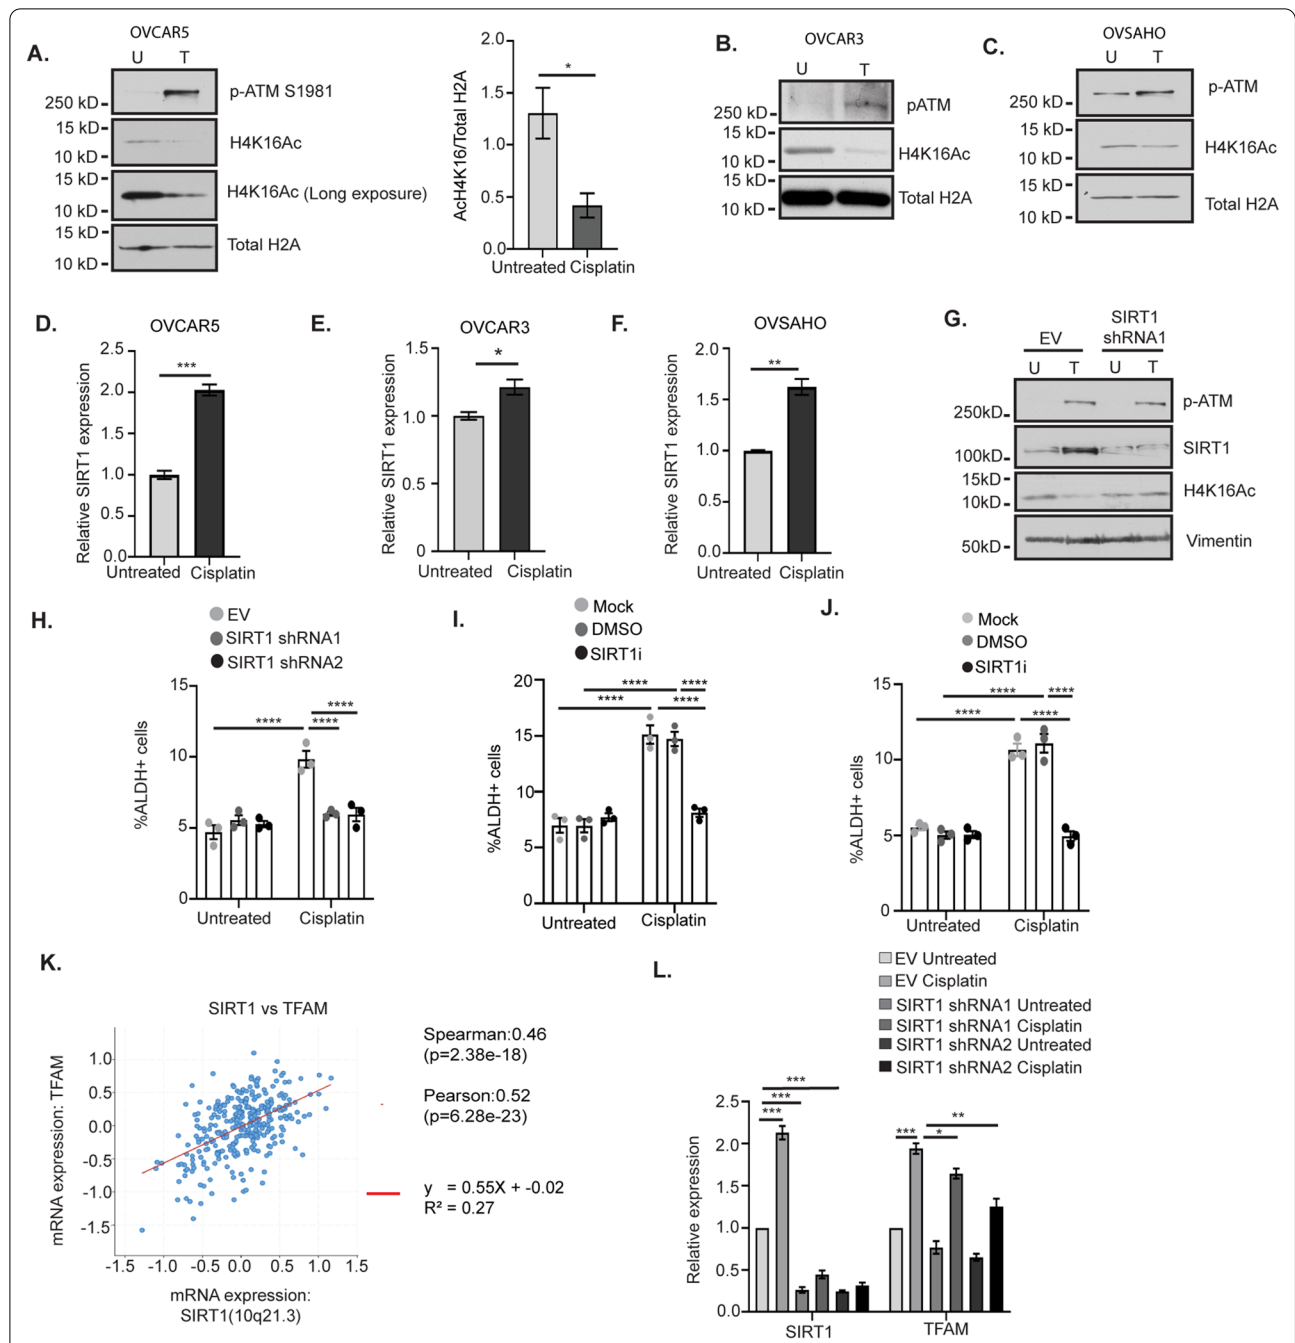 A.
OVCAR5
U T
250 kD
p-ATM S1981
15 kD
10 kD
H4K16Ac
15 kD
10 kD
H4K16Ac (Long exposure)
15 kD
10 kD
Total H2A
AcH4K16/Total H2A
2.0
1.5
1.0
0.5
0.0
*
Untreated Cisplatin
B.
OVCAR3
U T
250 kD
pATM
15 kD
10 kD
H4K16Ac
15 kD
10 kD
Total H2A
C.
OVSAHO
U T
250 kD
p-ATM
15 kD
10 kD
H4K16Ac
15 kD
10 kD
Total H2A
D.
OVCAR5
Relative SIRT1 expression
2.5
2.0
1.5
1.0
0.5
0.0
***
Untreated Cisplatin
E.
OVCAR3
Relative SIRT1 expression
1.5
1.0
0.5
0
*
Untreated Cisplatin
F.
OVSAHO
Relative SIRT1 expression
2.0
1.5
1.0
0.5
0.0
**
Untreated Cisplatin
G.
EV
SIRT1
shRNA1
U T U T
250kD
p-ATM
100kD
SIRT1
15kD
10kD
H4K16Ac
50kD
Vimentin
H.
EV
SIRT1 shRNA1
SIRT1 shRNA2
%ALDH+ cells
15
10
5
0
**** **** ****
Untreated Cisplatin
I.
Mock
DMSO
SIRT1i
%ALDH+ cells
20
15
10
5
0
**** ****
**** ****
Untreated Cisplatin
J.
Mock
DMSO
SIRT1i
%ALDH+ cells
15
10
5
0
**** ****
**** ****
Untreated Cisplatin
K.
SIRT1 vs TFAM
mRNA expression: TFAM
1.0
0.5
0.0
-0.5
-1.0
-1.5
-1.5 -1.0 -0.5 0.0 0.5 1.0 1.5
mRNA expression:
SIRT1(10q21.3)
Spearman:0.46
(p=2.38e-18)
Pearson:0.52
(p=6.28e-23)
y = 0.55X + -0.02
R² = 0.27
L.
EV Untreated
EV Cisplatin
SIRT1 shRNA1 Untreated
SIRT1 shRNA1 Cisplatin
SIRT1 shRNA2 Untreated
SIRT1 shRNA2 Cisplatin
Relative expression
2.5
2.0
1.5
1.0
0.5
0.0
***
***
***
**
*** *
SIRT1 TFAM